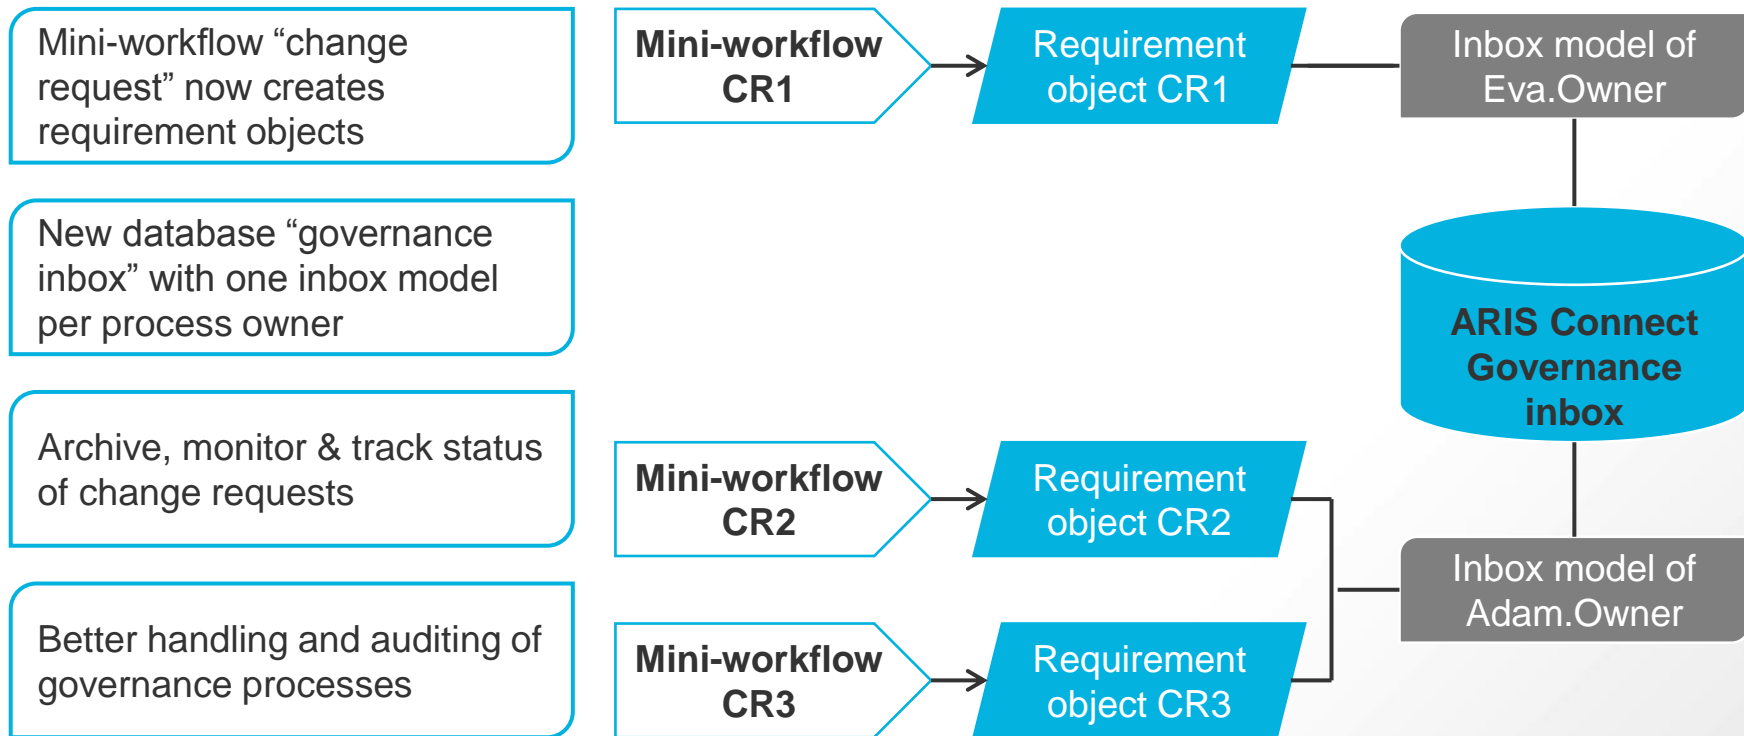 Mini-workflow “change
request” now creates
requirement objects
New database “governance
inbox” with one inbox model
per process owner
Archive, monitor & track status
of change requests
Better handling and auditing of
governance processes
Mini-workflow
CR1
Requirement
object CR1
Inbox model of
Eva.Owner
ARIS Connect
Governance
inbox
Mini-workflow
CR2
Requirement
object CR2
Inbox model of
Adam.Owner
Mini-workflow
CR3
Requirement
object CR3